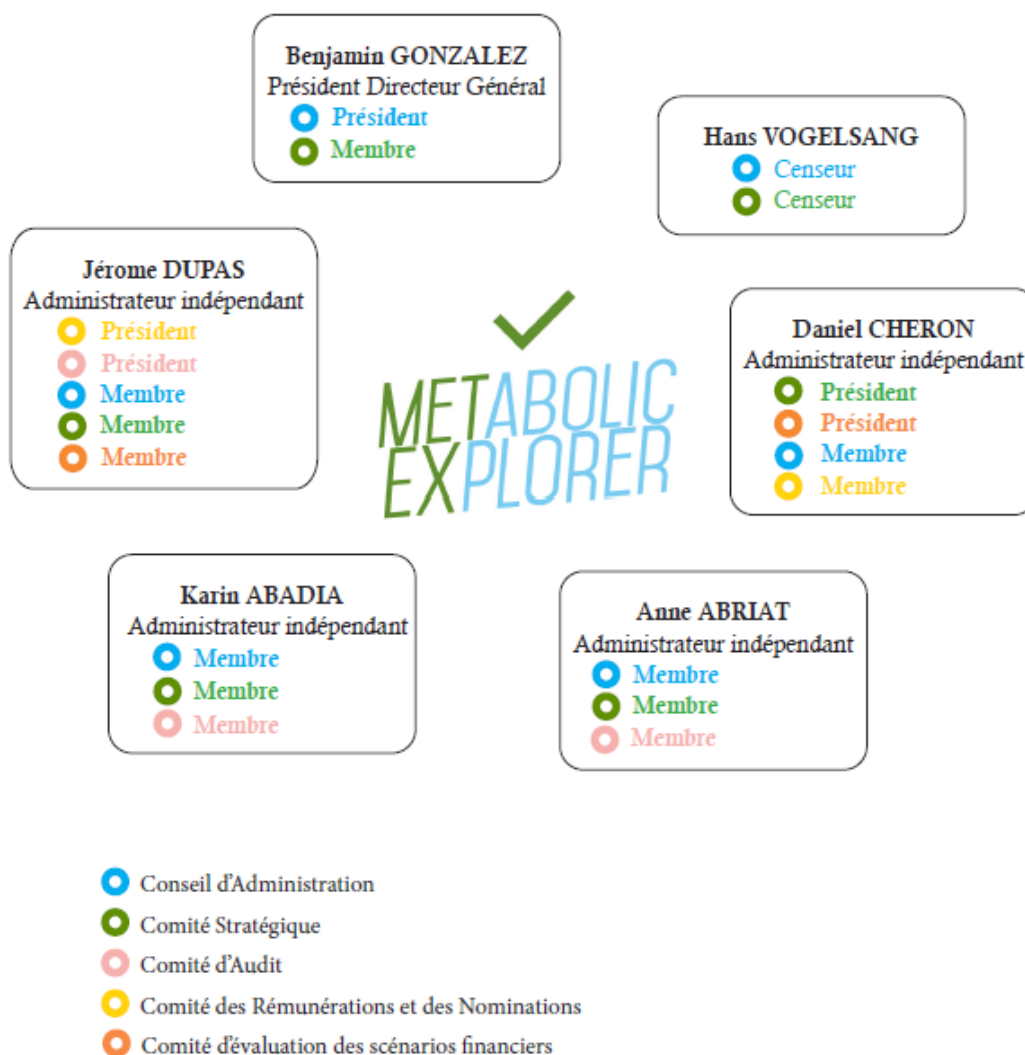 Benjamin GONZALEZ
Président Directeur Général
Président
Membre
Hans VOGELSANG
Censeur
Censeur
Jérome DUPAS
Administrateur indépendant
Président
Président
Membre
Membre
Membre
Daniel CHERON
Administrateur indépendant
Président
Président
Membre
Membre
METABOLIC
EXPLORER
Karin ABADIA
Administrateur indépendant
Membre
Membre
Membre
Anne ABRIAT
Administrateur indépendant
Membre
Membre
Membre
Conseil d'Administration
Comité Stratégique
Comité d'Audit
Comité des Rémunérations et des Nominations
Comité d'évaluation des scénarios financiers